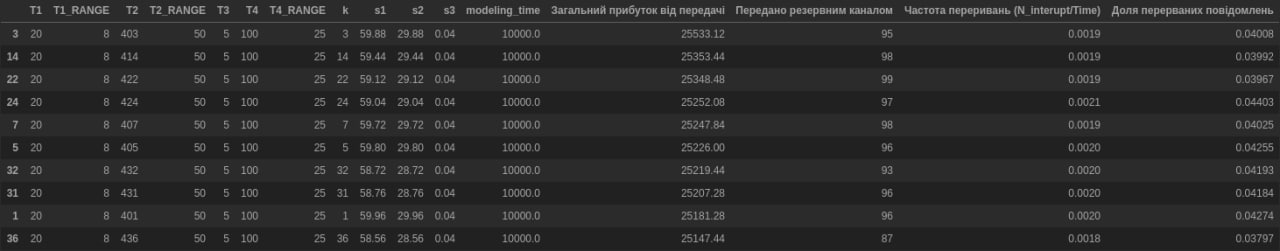 T1 T1_RANGE T2 T2_RANGE T3 T4 T4_RANGE k s1 s2 s3 modeling_time Загальний прибуток від передачі Передано резервним каналом Частота переривань (N_interupt/Time) Доля перерваних повідомлень
3 20 8 403 50 5 100 25 3 59.88 29.88 0.04 10000.0 25533.12 95 0.0019 0.04008
14 20 8 414 50 5 100 25 14 59.44 29.44 0.04 10000.0 25353.44 98 0.0019 0.03992
22 20 8 422 50 5 100 25 22 59.12 29.12 0.04 10000.0 25348.48 99 0.0019 0.03967
24 20 8 424 50 5 100 25 24 59.04 29.04 0.04 10000.0 25252.08 97 0.0021 0.04403
7 20 8 407 50 5 100 25 7 59.72 29.72 0.04 10000.0 25247.84 98 0.0019 0.04025
5 20 8 405 50 5 100 25 5 59.80 29.80 0.04 10000.0 25226.00 96 0.0020 0.04255
32 20 8 432 50 5 100 25 32 58.72 28.72 0.04 10000.0 25219.44 93 0.0020 0.04193
31 20 8 431 50 5 100 25 31 58.76 28.76 0.04 10000.0 25207.28 96 0.0020 0.04184
1 20 8 401 50 5 100 25 1 59.96 29.96 0.04 10000.0 25181.28 96 0.0020 0.04274
36 20 8 436 50 5 100 25 36 58.56 28.56 0.04 10000.0 25147.44 87 0.0018 0.03797